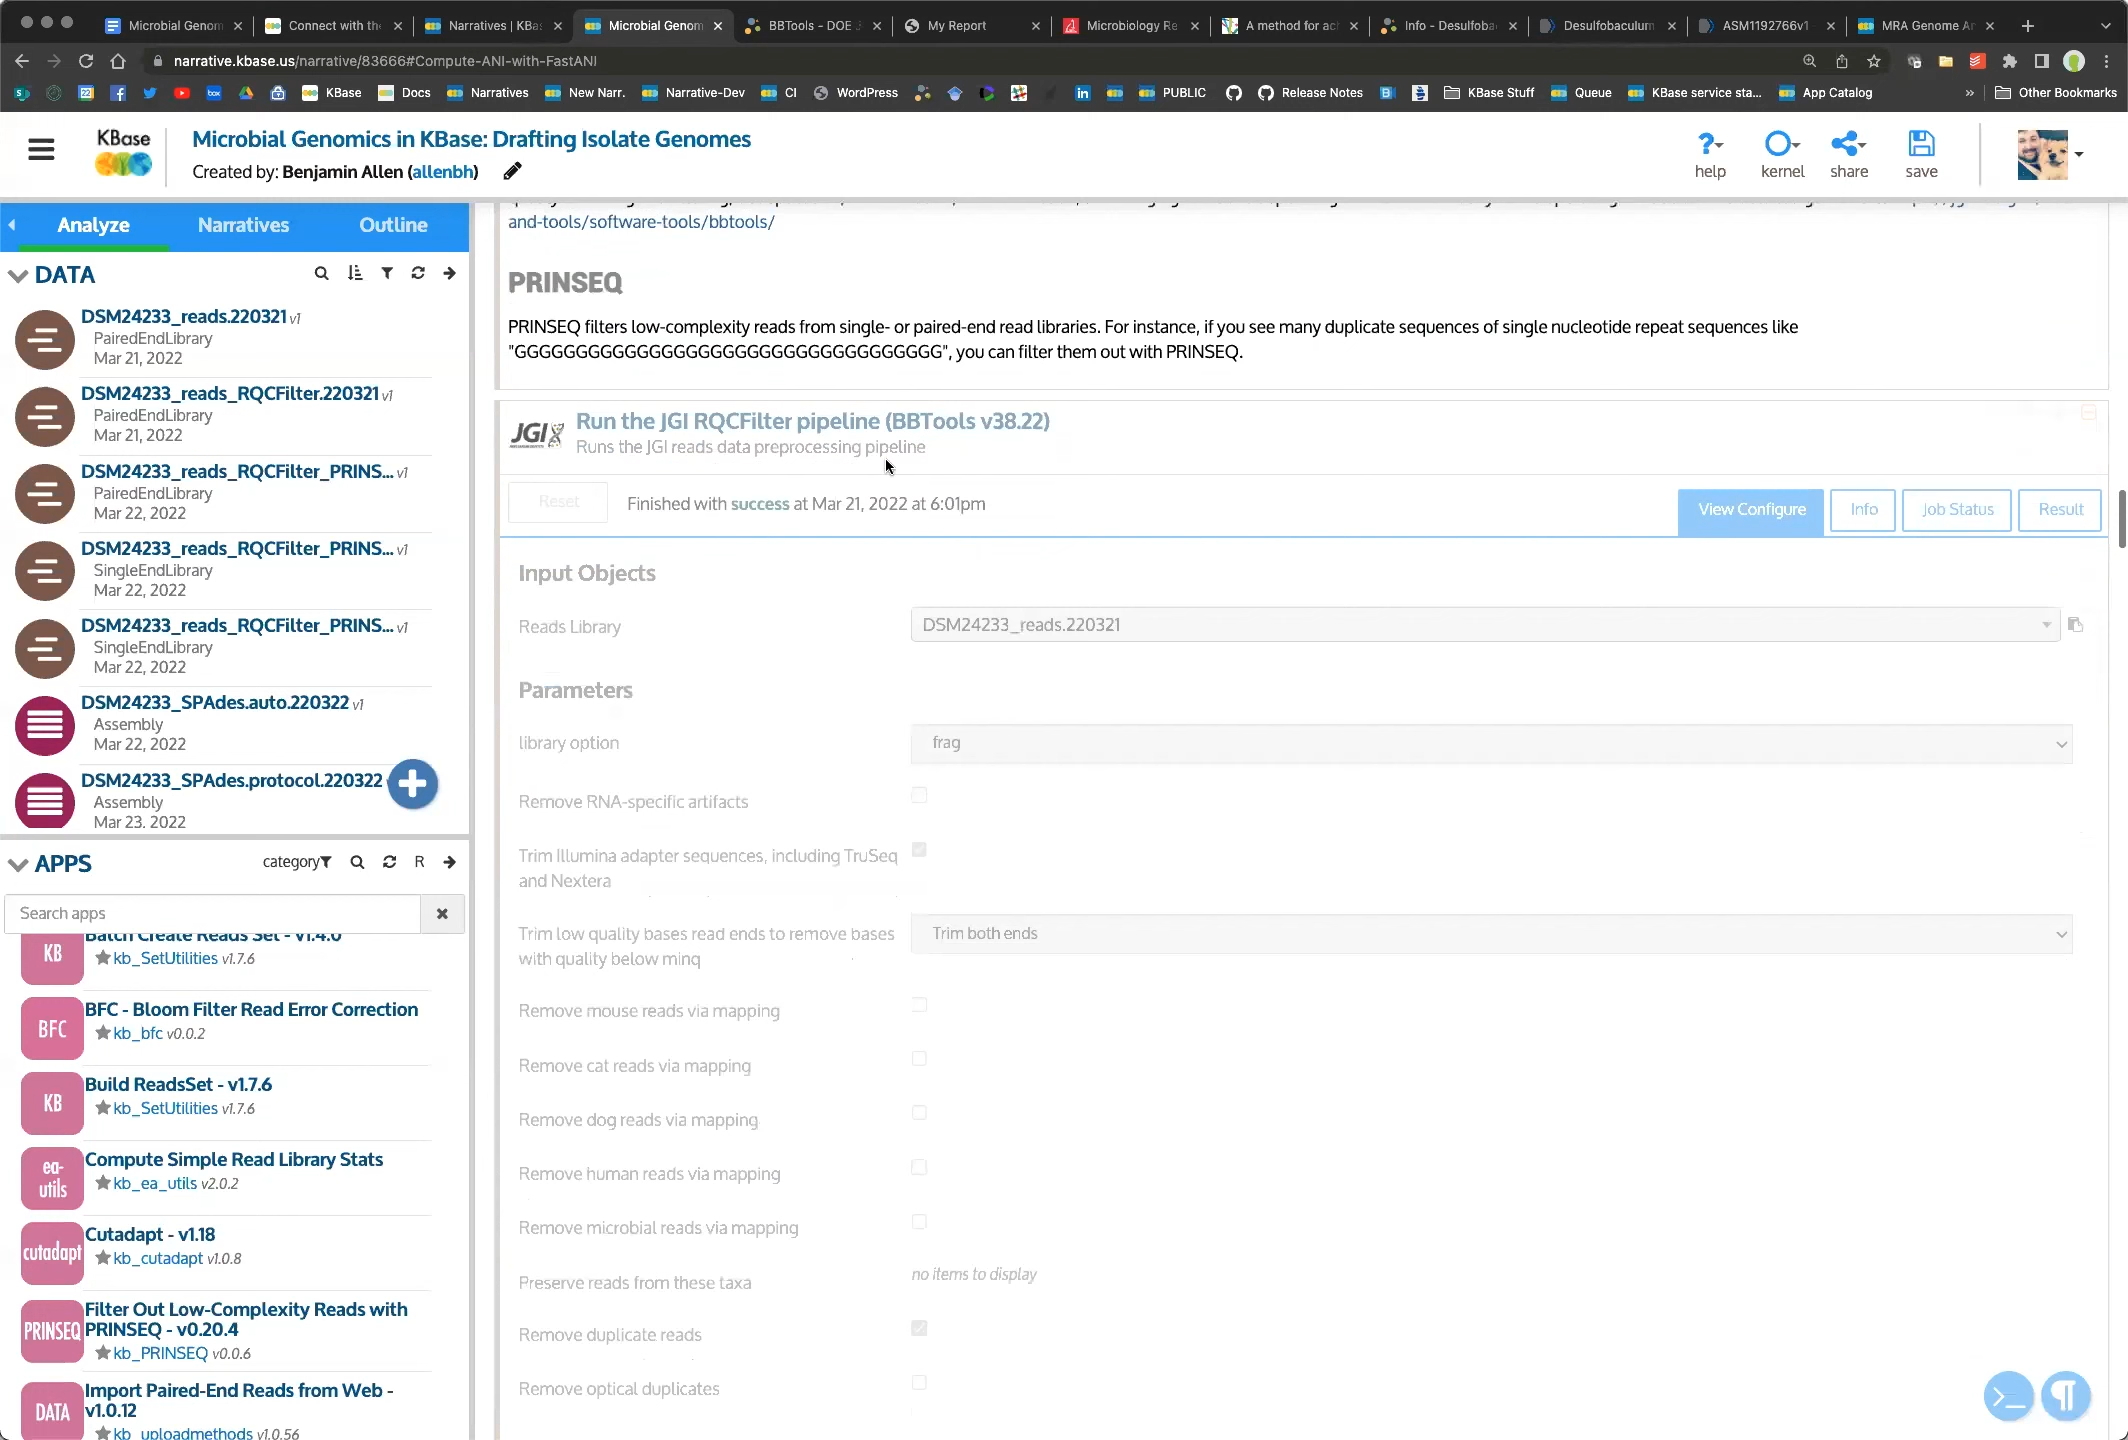 Microbial Genom
Connect with the
Narratives | KBas
Microbial Genom
BBTools - DOE J
My Report
Microbiology Re
A method for ac
Info - Desulfoba
Desulfobaculum
ASM1192766v1
MRA Genome A
narrative.kbase.us/narrative/83666#Compute-ANI-with-FastANI
KBase
Docs
Narratives
New Narr.
Narrative-Dev
CI
WordPress
PUBLIC
Release Notes
KBase Stuff
Queue
KBase service sta...
App Catalog
Other Bookmarks
KBase
Microbial Genomics in KBase: Drafting Isolate Genomes
Created by: Benjamin Allen (allenbh)
help
kernel
share
save
Analyze
Narratives
Outline
DATA
DSM24233_reads.220321 v1
PairedEndLibrary
Mar 21, 2022
DSM24233_reads_RQCFilter.220321 v1
PairedEndLibrary
Mar 21, 2022
DSM24233_reads_RQCFilter_PRINS... v1
PairedEndLibrary
Mar 22, 2022
DSM24233_reads_RQCFilter_PRINS... v1
SingleEndLibrary
Mar 22, 2022
DSM24233_reads_RQCFilter_PRINS... v1
SingleEndLibrary
Mar 22, 2022
DSM24233_SPAdes.auto.220322 v1
Assembly
Mar 22, 2022
DSM24233_SPAdes.protocol.220322
Assembly
Mar 23, 2022
APPS
category
R
Search apps
KB
Batch Create Reads Set - v1.4.0
kb_SetUtilities v1.7.6
BFC
BFC - Bloom Filter Read Error Correction
kb_bfc v0.0.2
KB
Build ReadsSet - v1.7.6
kb_SetUtilities v1.7.6
ea-utils
Compute Simple Read Library Stats
kb_ea_utils v2.0.2
cutadapt
Cutadapt - v1.18
kb_cutadapt v1.0.8
PRINSEQ
Filter Out Low-Complexity Reads with
PRINSEQ - v0.20.4
kb_PRINSEQ v0.0.6
DATA
Import Paired-End Reads from Web -
v1.0.12
kb_uploadmethods v1.0.56
and-tools/software-tools/bbtools/
PRINSEQ
PRINSEQ filters low-complexity reads from single- or paired-end read libraries. For instance, if you see many duplicate sequences of single nucleotide repeat sequences like
"GGGGGGGGGGGGGGGGGGGGGGGGGGGGGGGGGGG", you can filter them out with PRINSEQ.
JGI
Run the JGI RQCFilter pipeline (BBTools v38.22)
Runs the JGI reads data preprocessing pipeline
Reset
Finished with success at Mar 21, 2022 at 6:01pm
View Configure
Info
Job Status
Result
Input Objects
Reads Library
DSM24233_reads.220321
Parameters
library option
frag
Remove RNA-specific artifacts
Trim Illumina adapter sequences, including TruSeq
and Nextera
Trim low quality bases read ends to remove bases
with quality below minq
Trim both ends
Remove mouse reads via mapping
Remove cat reads via mapping
Remove dog reads via mapping
Remove human reads via mapping
Remove microbial reads via mapping
Preserve reads from these taxa
no items to display
Remove duplicate reads
Remove optical duplicates